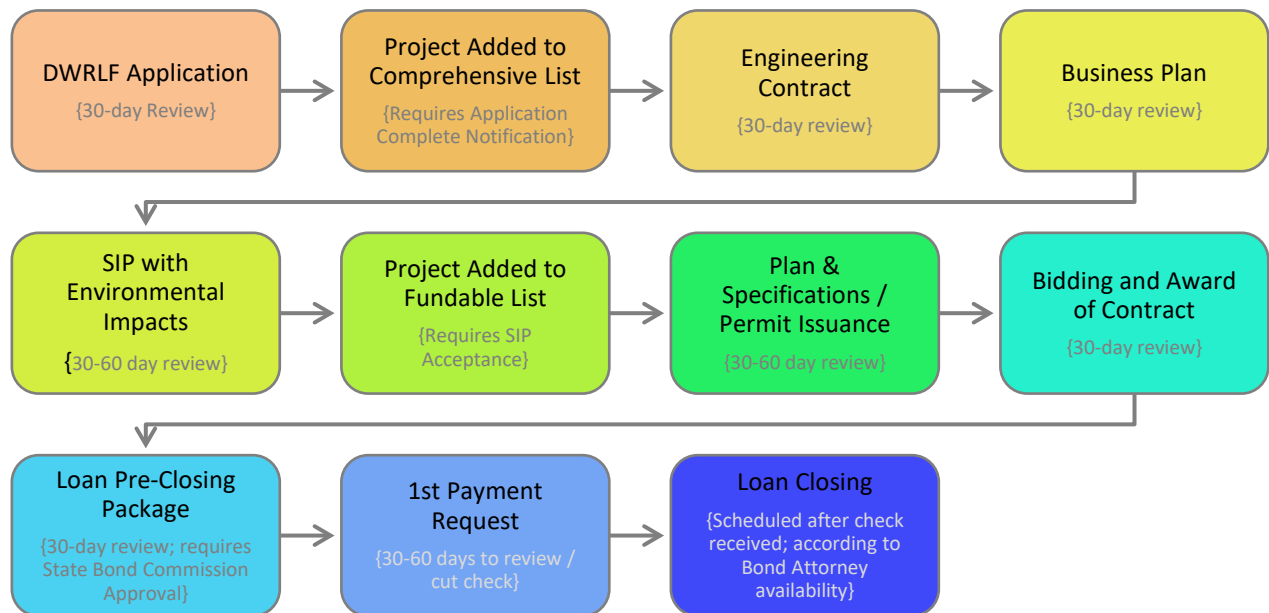 DWRLF Application
{30-day Review}
Project Added to
Comprehensive List
{Requires Application
Complete Notification}
Engineering
Contract
{30-day review}
Business Plan
{30-day review}
SIP with
Environmental
Impacts
{30-60 day review}
Project Added to
Fundable List
{Requires SIP
Acceptance}
Plan &
Specifications /
Permit Issuance
{30-60 day review}
Bidding and Award
of Contract
{30-day review}
Loan Pre-Closing
Package
{30-day review; requires
State Bond Commission
Approval}
1st Payment
Request
{30-60 days to review /
cut check}
Loan Closing
{Scheduled after check
received; according to
Bond Attorney
availability}